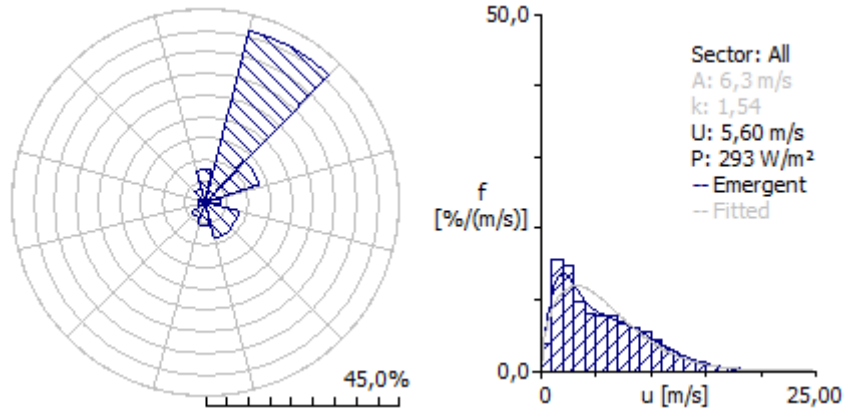 45,0%
50,0
f
[%/(m/s)]
0,0
0
u [m/s]
25,00
Sector: All
A: 6,3 m/s
k: 1,54
U: 5,60 m/s
P: 293 W/m²
-- Emergent
-- Fitted